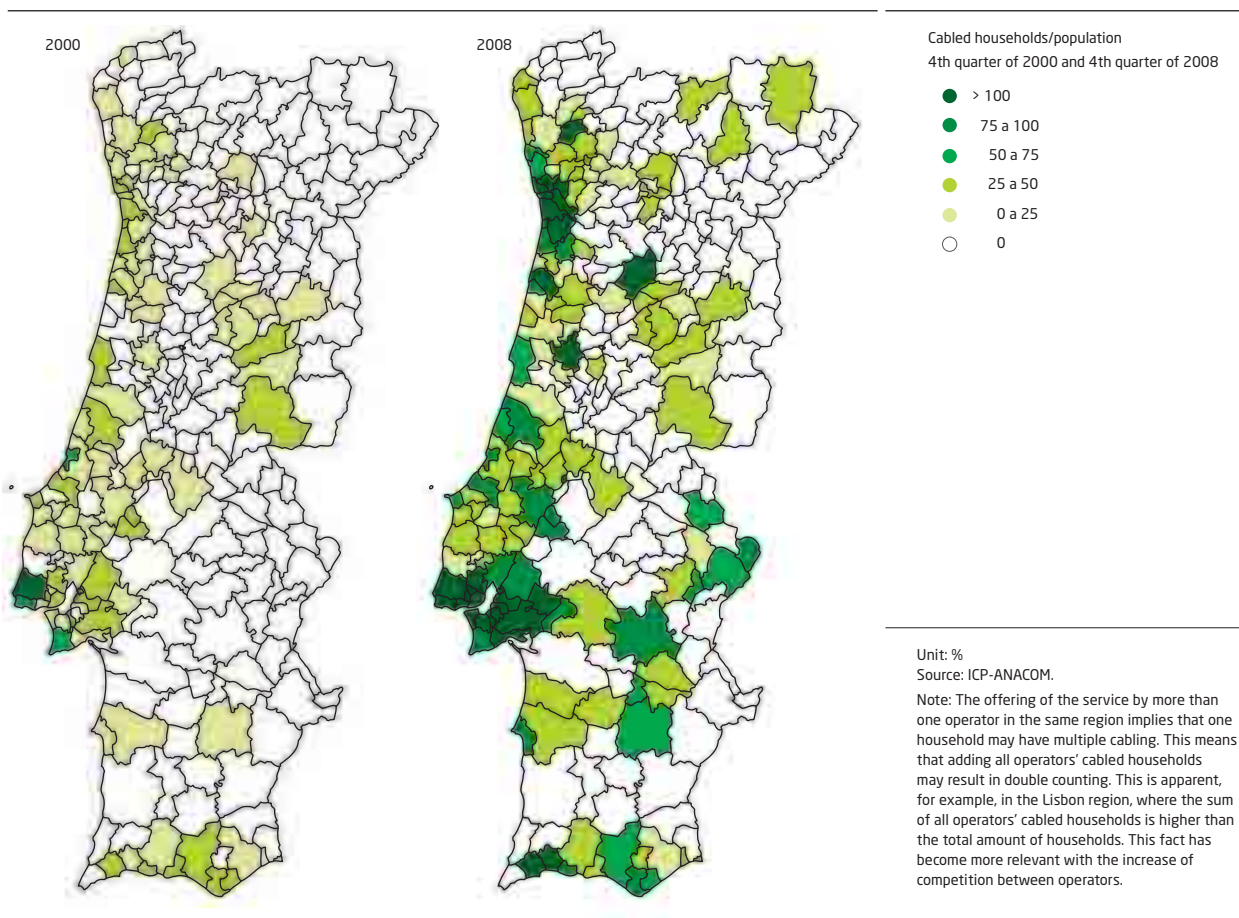 2000
2008
Cabled households/population
4th quarter of 2000 and 4th quarter of 2008
> 100
75 a 100
50 a 75
25 a 50
0 a 25
0
Unit: %
Source: ICP-ANACOM.
Note: The offering of the service by more than
one operator in the same region implies that one
household may have multiple cabling. This means
that adding all operators’ cabled households
may result in double counting. This is apparent,
for example, in the Lisbon region, where the sum
of all operators’ cabled households is higher than
the total amount of households. This fact has
become more relevant with the increase of
competition between operators.